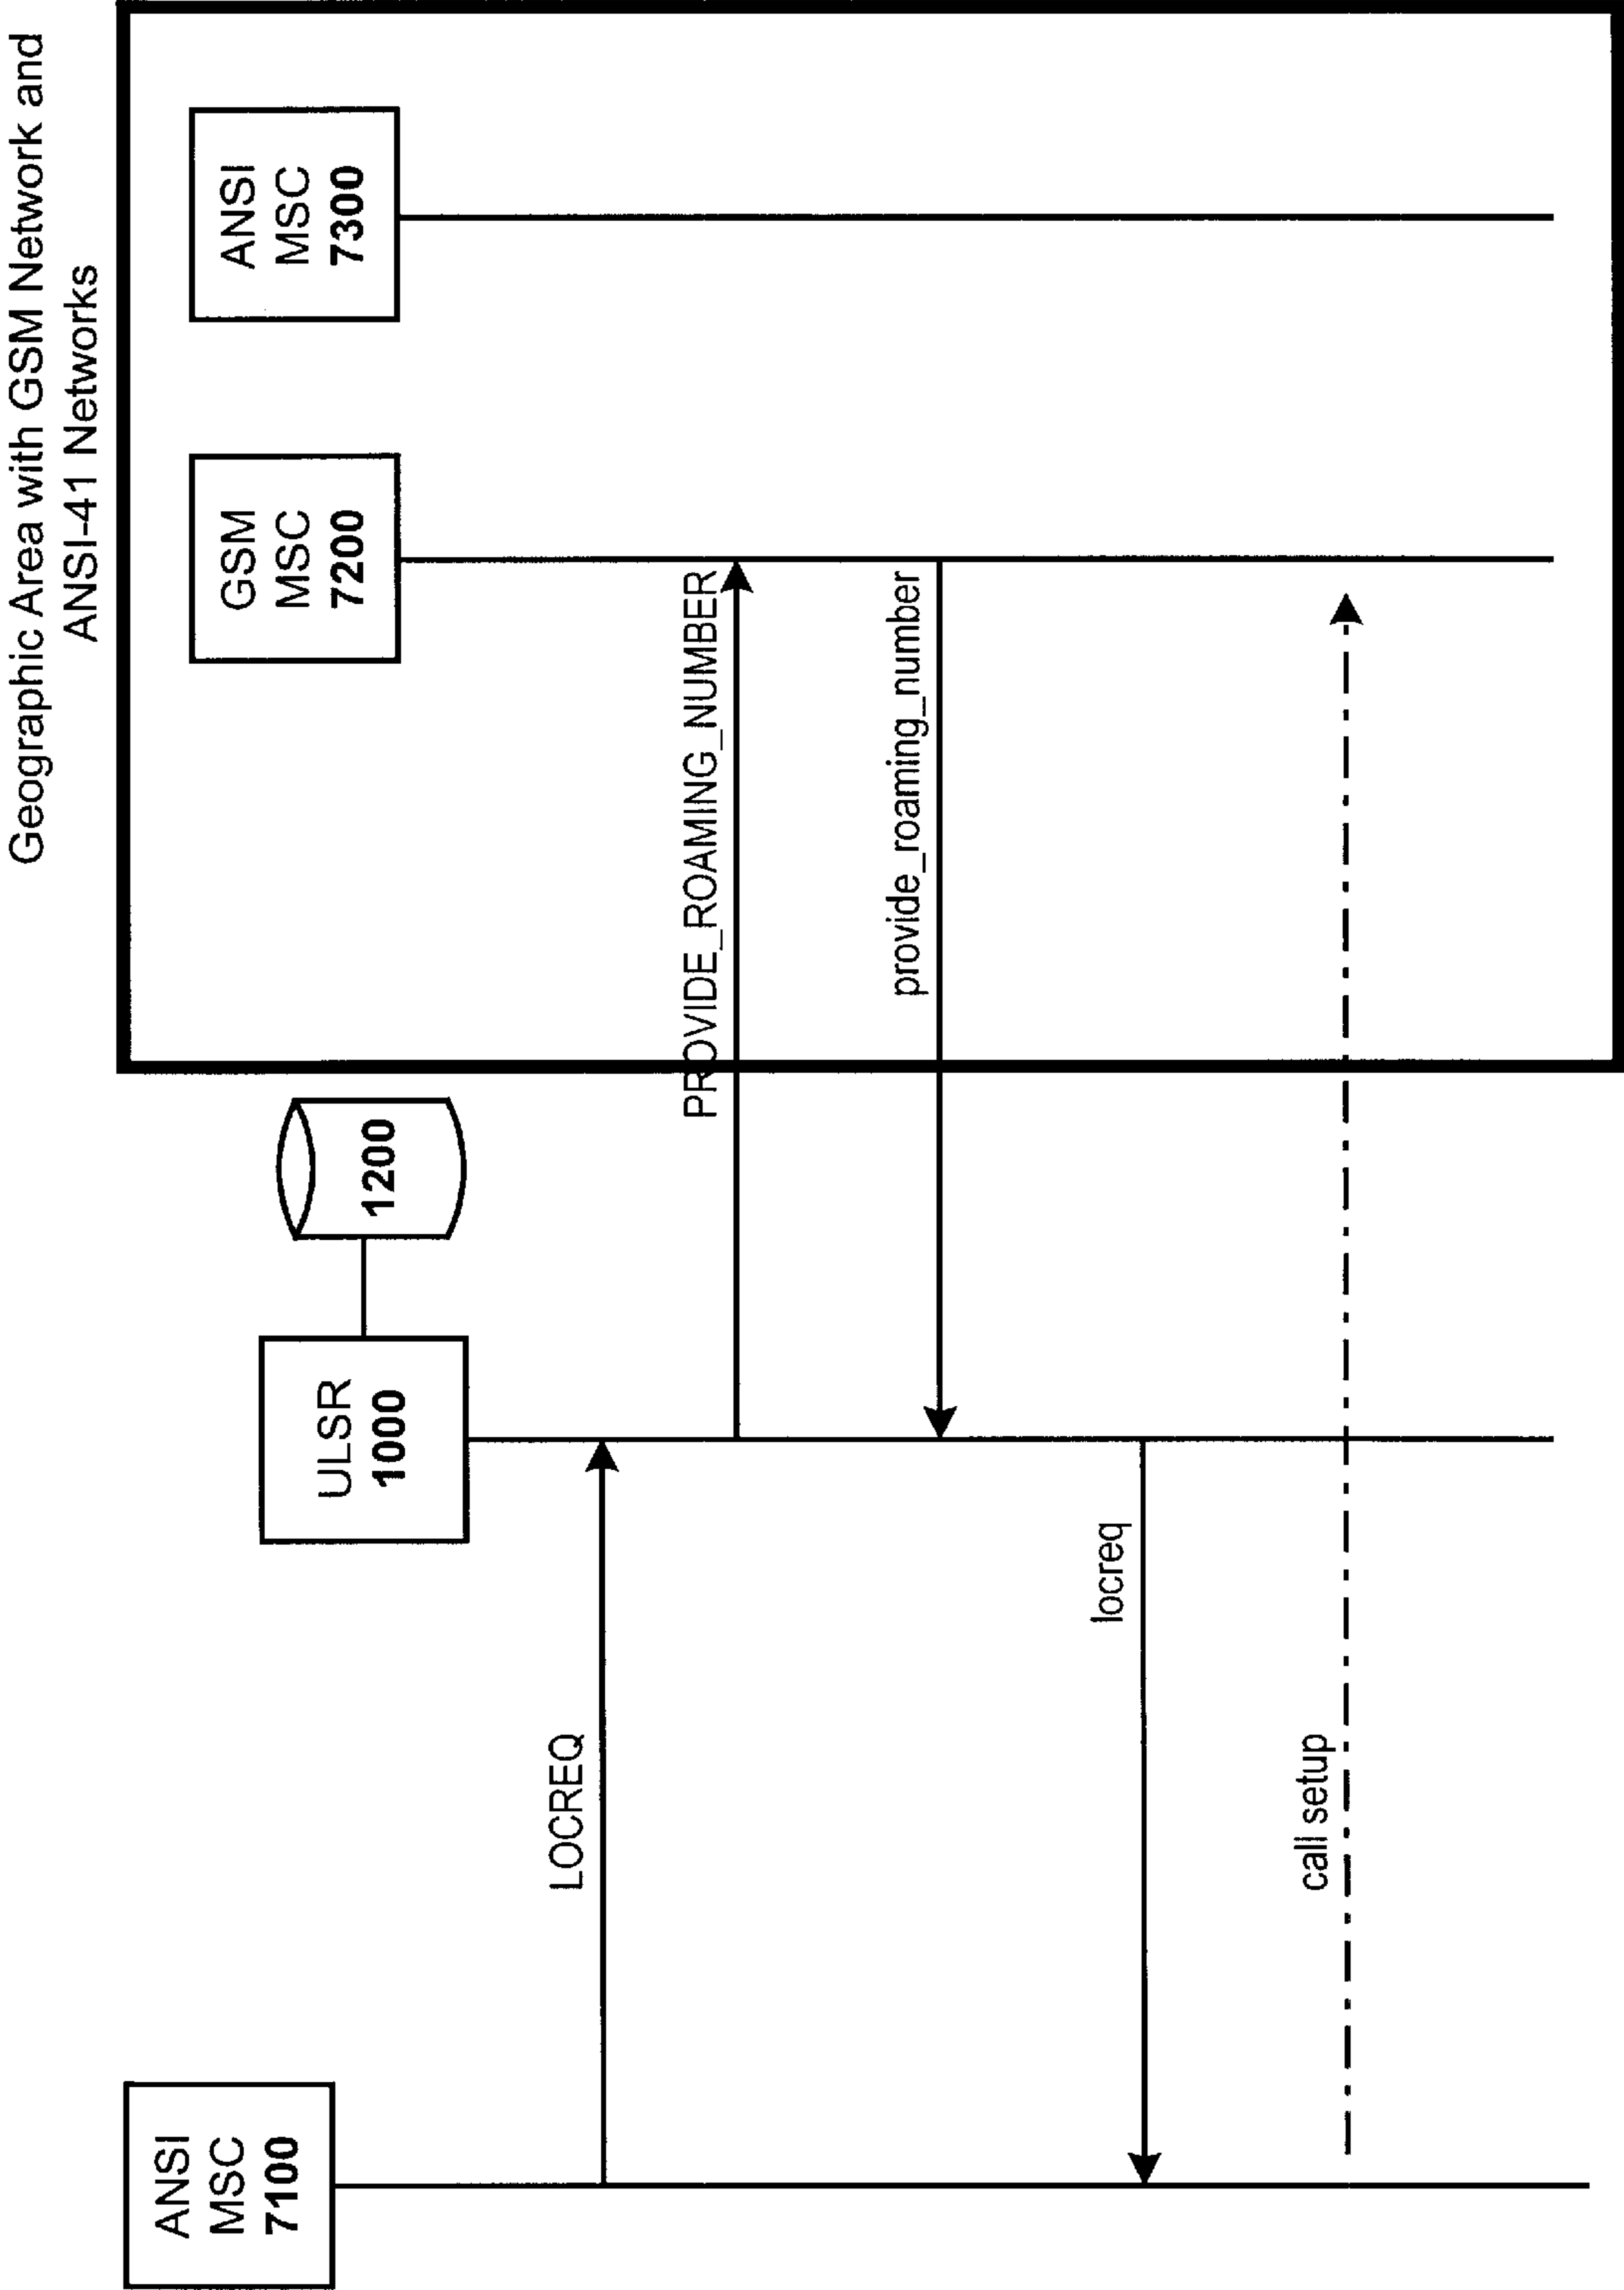 Geographic Area with GSM Network and
ANSI-41 Networks
ANSI
MSC
7100
ULSR
1000
1200
GSM
MSC
7200
ANSI
MSC
7300
LOCREQ
PROVIDE_ROAMING_NUMBER
provide_roaming_number
locreq
call setup